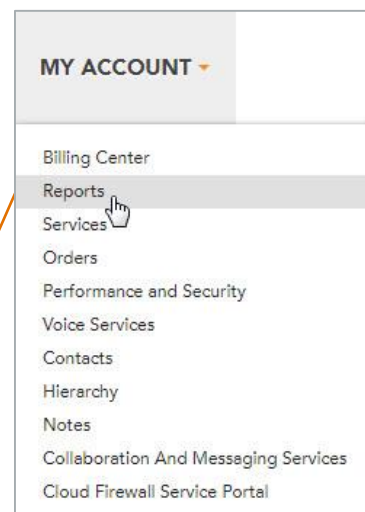 MY ACCOUNT
Billing Center
Reports
Services
Orders
Performance and Security
Voice Services
Contacts
Hierarchy
Notes
Collaboration And Messaging Services
Cloud Firewall Service Portal